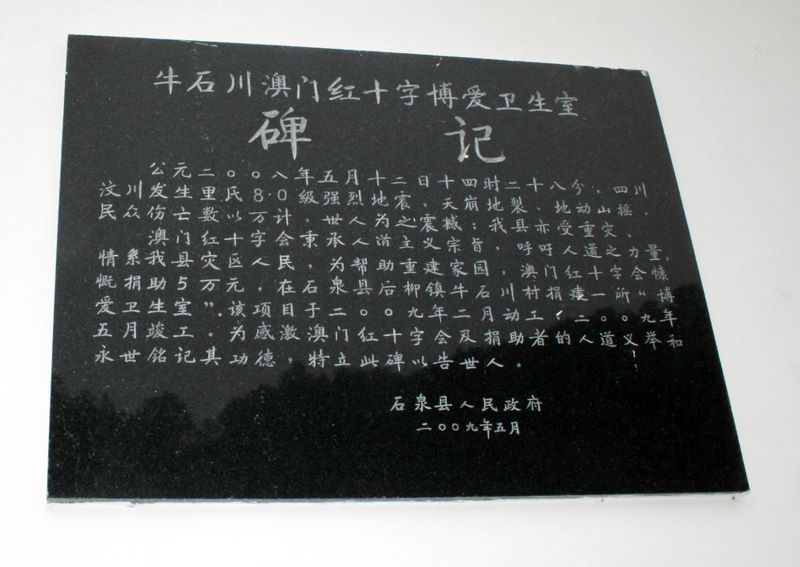 牛石川澳门红十字博爱卫生室
碑记
公元二〇〇八年五月十二日,十四时二十八分,四川
汶川发生里氏80级强烈地震,天崩地裂,地动山摇,
民众伤亡数以万计,世人为之震撼;我县亦受重灾。
澳门红十字会秉承人道主义宗旨,呼吁人道之力量,
情系我县灾区人民,为帮助重建家园,澳门红十字会慷
慨捐助5万元,在石泉县后柳镇牛石川村捐建一所“博
爱卫生室”。该项目于二〇〇九年二月动工,二〇〇九年
五月竣工。为感激澳门红十字会及捐助者的人道义举和
永世铭记其功德,特立此碑以告世人。
石泉县人民政府
二〇〇九年五月